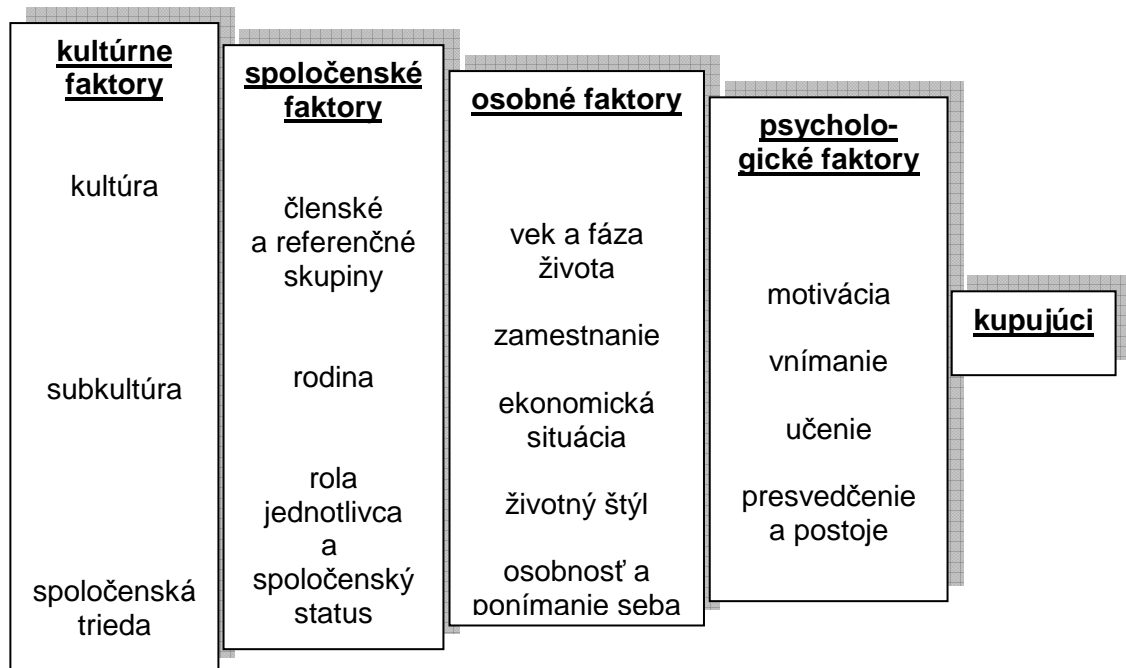 kultúrne
faktory
kultúra
subkultúra
spoločenská
trieda
spoločenské
faktory
členské
a referenčné
skupiny
rodina
rola
jednotlivca
a
spoločenský
status
osobné faktory
vek a fáza
života
zamestnanie
ekonomická
situácia
životný štýl
osobnosť a
ponímanie seba
psycholo-
gické faktory
motivácia
vnímanie
učenie
presvedčenie
a postoje
kupujúci